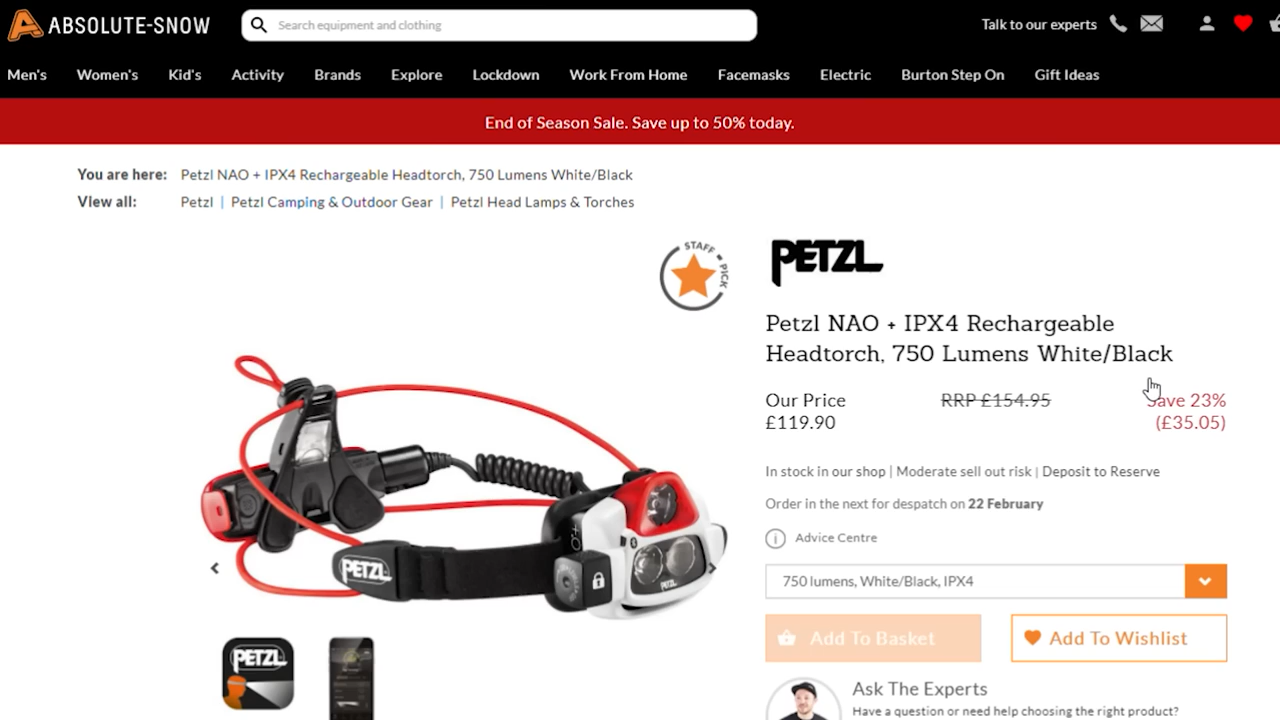 ABSOLUTE-SNOW
Search equipment and clothing
Talk to our experts
Men's Women's Kid's Activity Brands Explore Lockdown Work From Home Facemasks Electric Burton Step On Gift Ideas
End of Season Sale. Save up to 50% today.
You are here: Petzl NAO + IPX4 Rechargeable Headtorch, 750 Lumens White/Black
View all: Petzl | Petzl Camping & Outdoor Gear | Petzl Head Lamps & Torches
STAFF PICK
PETZL
Petzl NAO + IPX4 Rechargeable
Headtorch, 750 Lumens White/Black
Our Price RRP £154.95 Save 23%
£119.90 (£35.05)
In stock in our shop | Moderate sell out risk | Deposit to Reserve
Order in the next for despatch on 22 February
Advice Centre
750 lumens, White/Black, IPX4
Add To Basket Add To Wishlist
PETZL
PETZL
PETZL
Ask The Experts
Have a question or need help choosing the right product?